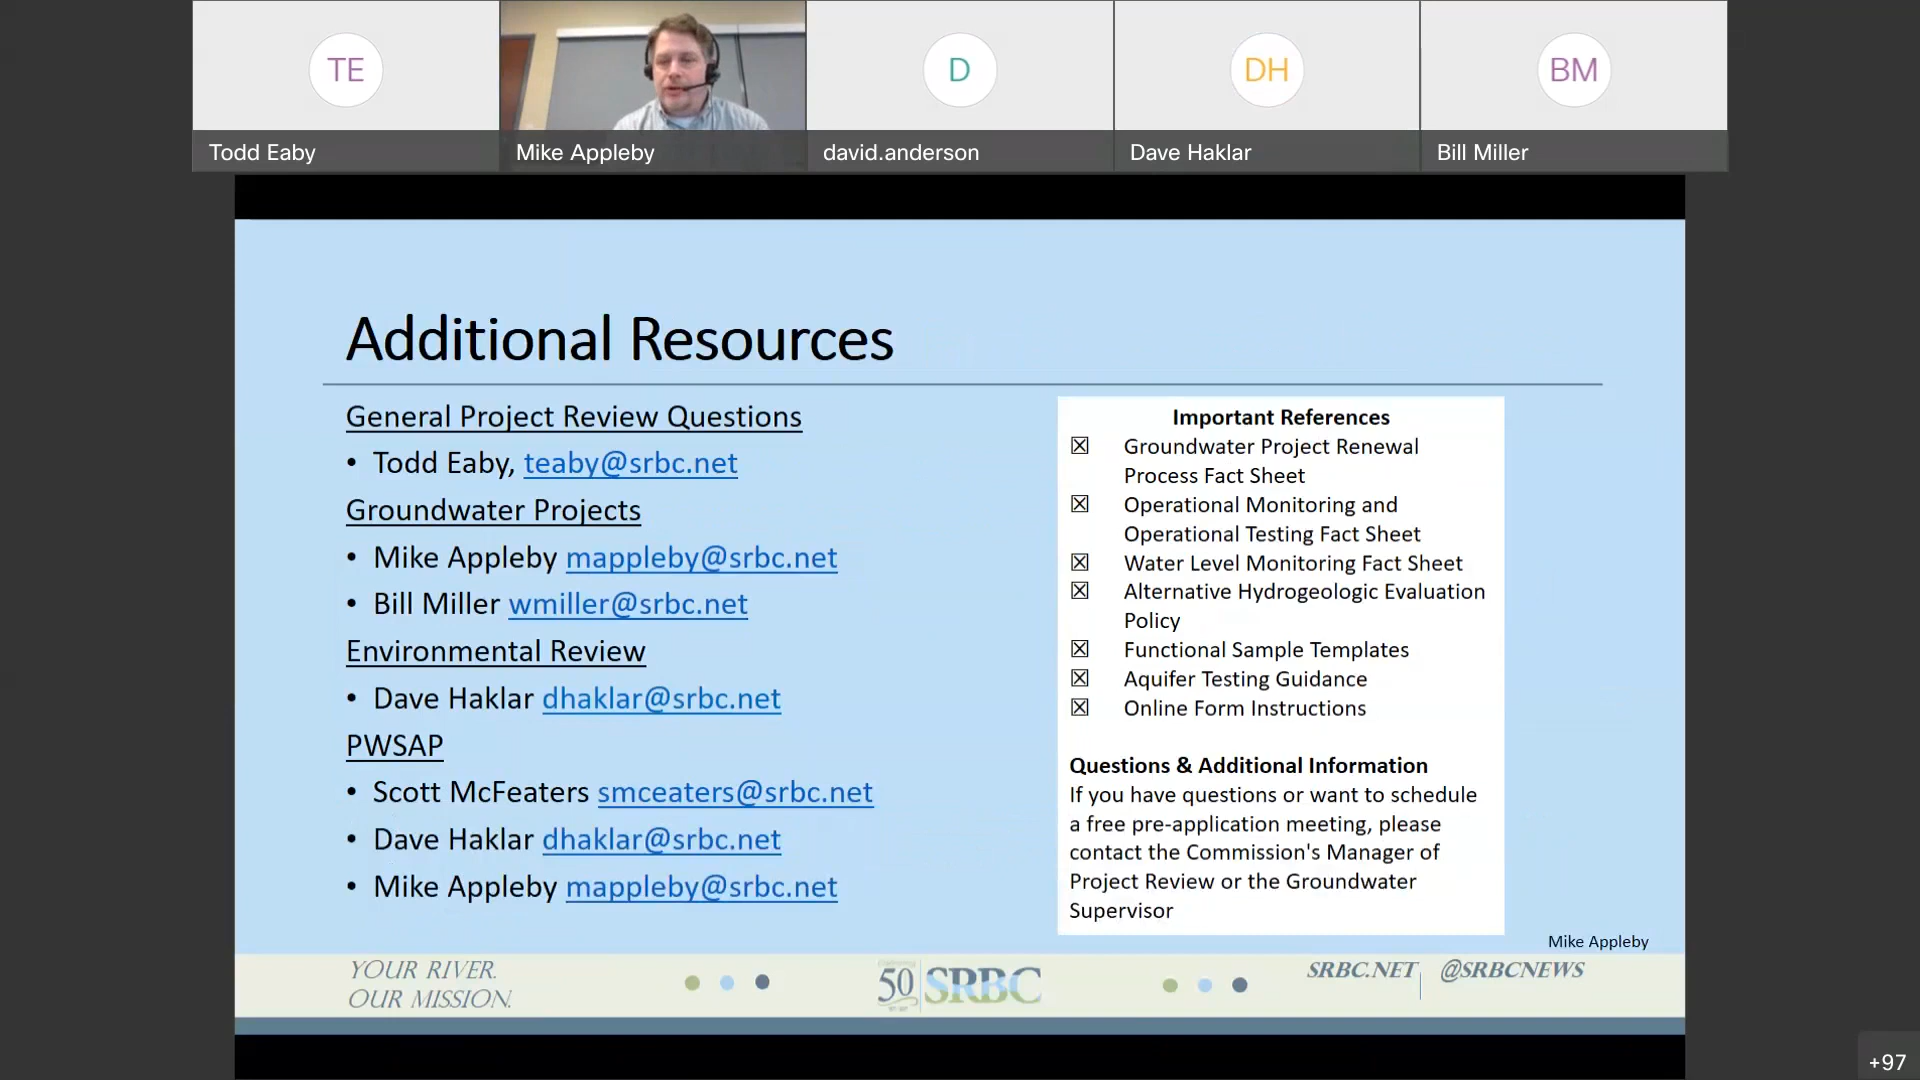 TE
D
DH
BM
Todd Eaby
Mike Appleby
david.anderson
Dave Haklar
Bill Miller
Additional Resources
General Project Review Questions
• Todd Eaby, teaby@srbc.net
Groundwater Projects
• Mike Appleby mappleby@srbc.net
• Bill Miller wmiller@srbc.net
Environmental Review
• Dave Haklar dhaklar@srbc.net
PWSAP
• Scott McFeaters smceaters@srbc.net
• Dave Haklar dhaklar@srbc.net
• Mike Appleby mappleby@srbc.net
Important References
☒ Groundwater Project Renewal
Process Fact Sheet
☒ Operational Monitoring and
Operational Testing Fact Sheet
☒ Water Level Monitoring Fact Sheet
☒ Alternative Hydrogeologic Evaluation
Policy
☒ Functional Sample Templates
☒ Aquifer Testing Guidance
☒ Online Form Instructions
Questions & Additional Information
If you have questions or want to schedule
a free pre-application meeting, please
contact the Commission's Manager of
Project Review or the Groundwater
Supervisor
Mike Appleby
YOUR RIVER.
OUR MISSION.
50 SRBC
SRBC.NET
@SRBCNEWS
+97